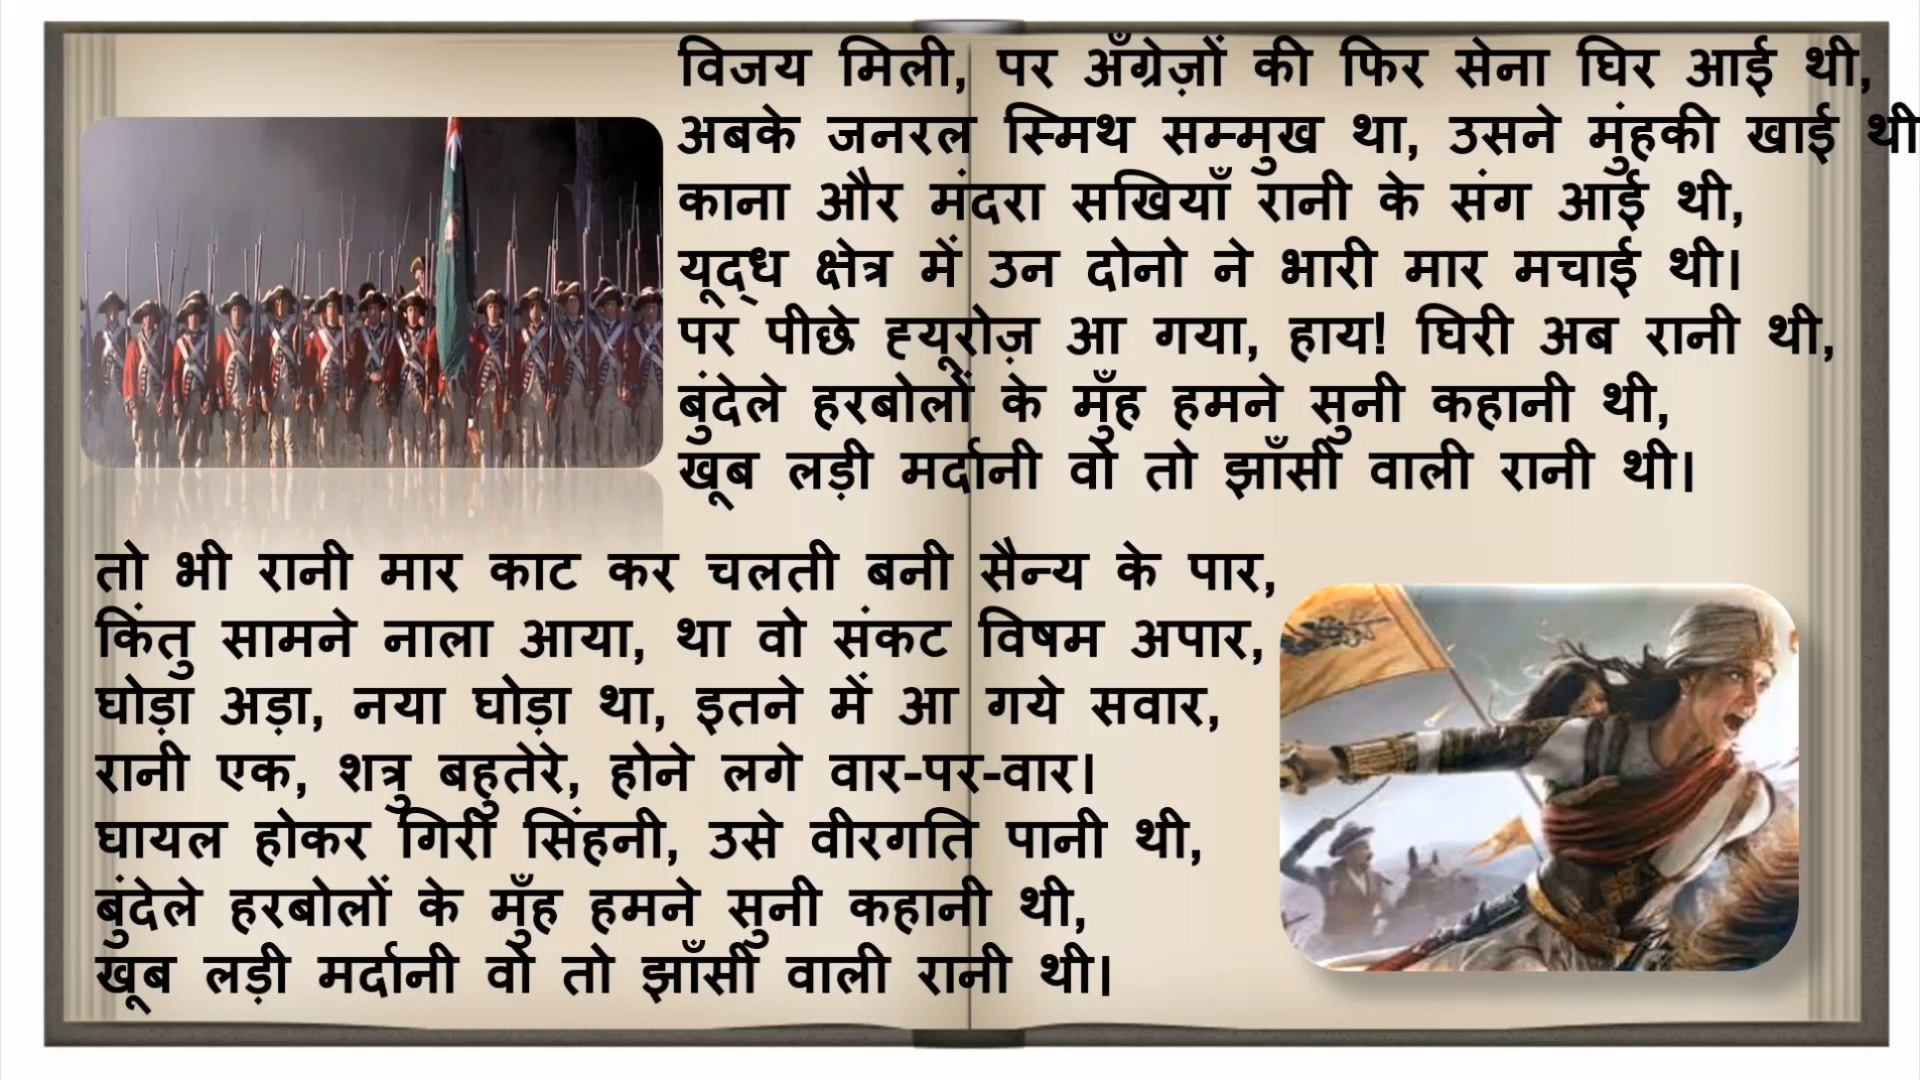 विजय मिली, पर अँग्रेज़ों की फिर सेना घिर आई थी,
अबके जनरल स्मिथ सम्मुख था, उसने मुंहकी खाई थी
काना और मंदरा सखियाँ रानी के संग आई थी,
यूद्ध क्षेत्र में उन दोनो ने भारी मार मचाई थी।
पर पीछे ह्यूरोज़ आ गया, हाय! घिरी अब रानी थी,
बुंदेले हरबोलों के मुँह हमने सुनी कहानी थी,
खूब लड़ी मर्दानी वो तो झाँसी वाली रानी थी।
तो भी रानी मार काट कर चलती बनी सैन्य के पार,
किंतु सामने नाला आया, था वो संकट विषम अपार,
घोड़ा अड़ा, नया घोड़ा था, इतने में आ गये सवार,
रानी एक, शत्रु बहुतेरे, होने लगे वार-पर-वार।
घायल होकर गिरी सिंहनी, उसे वीरगति पानी थी,
बुंदेले हरबोलों के मुँह हमने सुनी कहानी थी,
खूब लड़ी मर्दानी वो तो झाँसी वाली रानी थी।